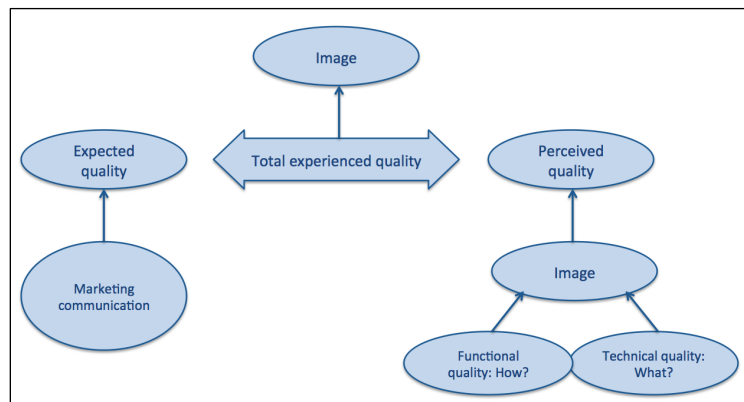 Image
Expected
quality
Total experienced quality
Perceived
quality
Marketing
communication
Image
Functional
quality: How?
Technical quality:
What?